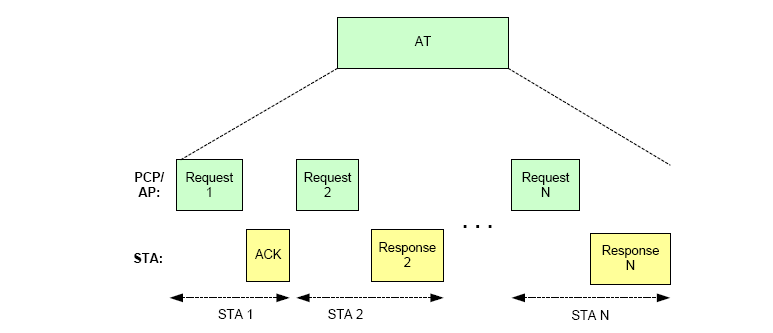 AT
PCP/
AP:
Request
1
Request
2
Request
N
. . .
STA:
ACK
Response
2
Response
N
STA 1
STA 2
STA N